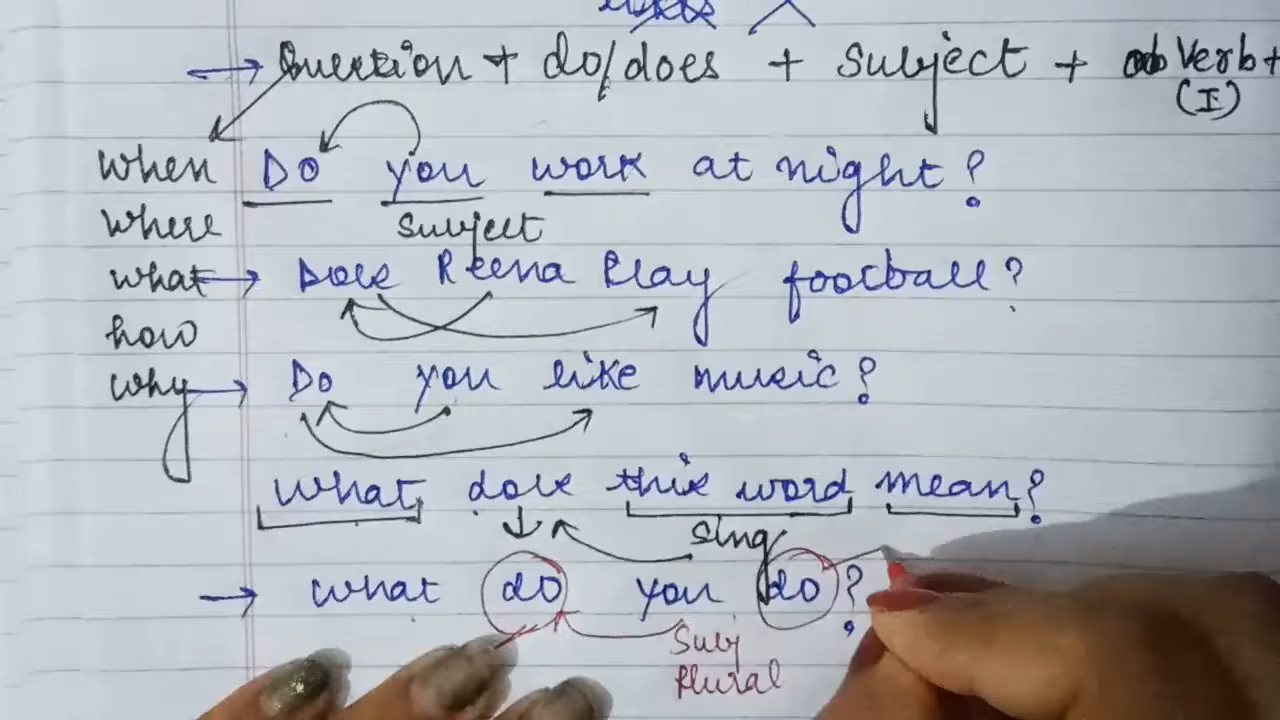 Question + do/does + Subject + Verb +
(I)
when Do you work at night?
where Subject
what → Does Reena Play football?
how
why → Do you like music?
What does this word mean?
Sing
→ what do you do?
Subj
Plural